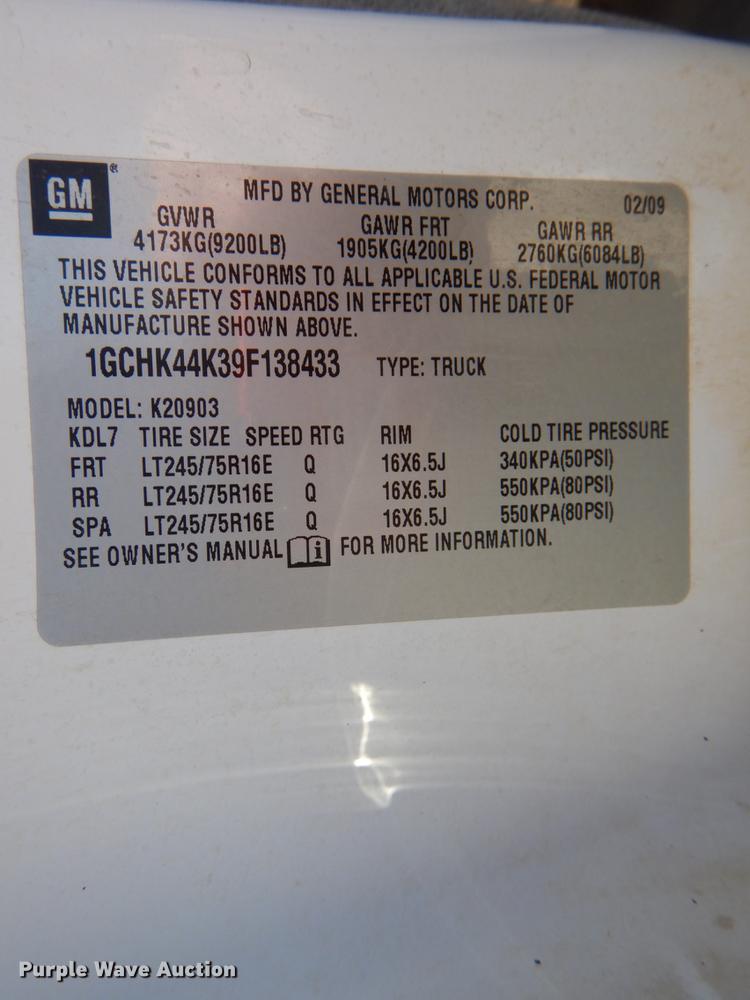 GM®
MFD BY GENERAL MOTORS CORP. 02/09
GVWR GAWR FRT GAWR RR
4173KG(9200LB) 1905KG(4200LB) 2760KG(6084LB)
THIS VEHICLE CONFORMS TO ALL APPLICABLE U.S. FEDERAL MOTOR
VEHICLE SAFETY STANDARDS IN EFFECT ON THE DATE OF
MANUFACTURE SHOWN ABOVE.
1GCHK44K39F138433 TYPE: TRUCK
MODEL: K20903
KDL7 TIRE SIZE SPEED RTG RIM COLD TIRE PRESSURE
FRT LT245/75R16E Q 16X6.5J 340KPA(50PSI)
RR LT245/75R16E Q 16X6.5J 550KPA(80PSI)
SPA LT245/75R16E Q 16X6.5J 550KPA(80PSI)
SEE OWNER'S MANUAL i FOR MORE INFORMATION.
Purple Wave Auction